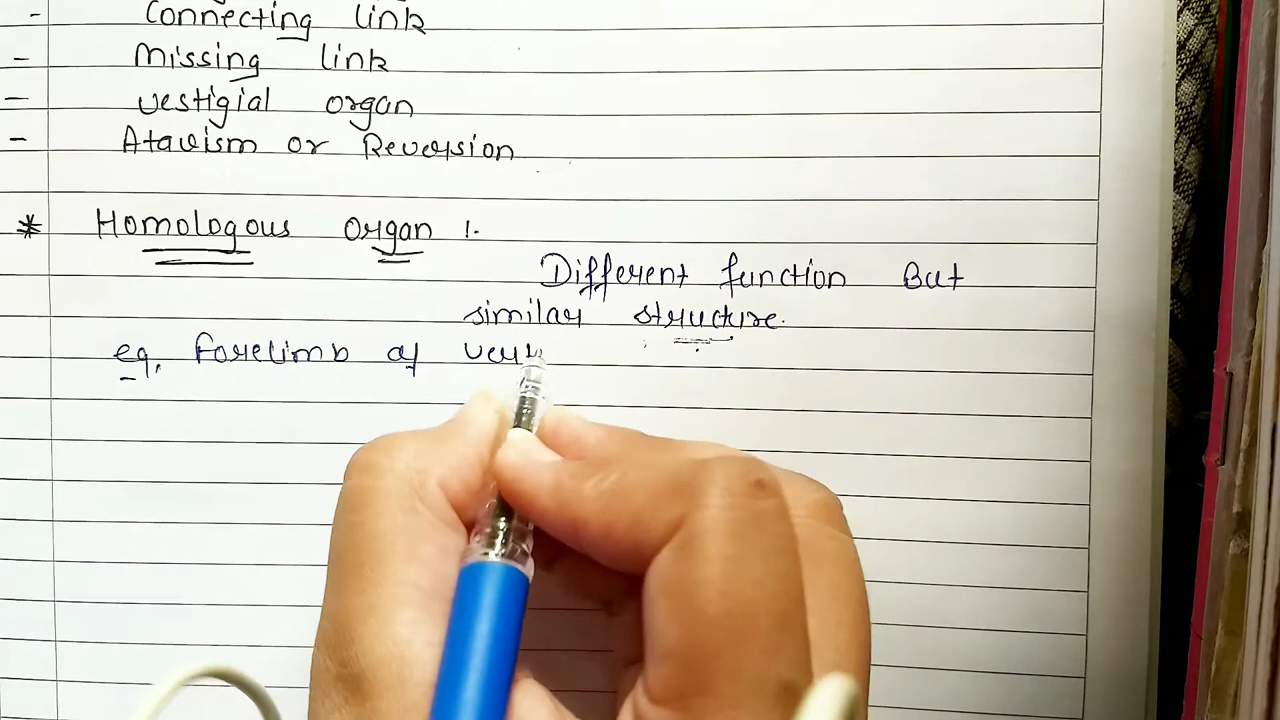 - Connecting link
- Missing link
- vestigial organ
- Atavism or Reversion
* Homologous organ :-
Different function But
similar structure.
eg. Forelimb of ver